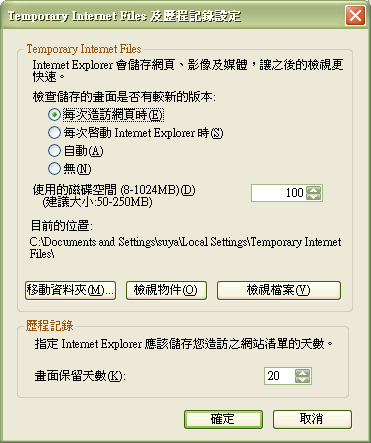 Temporary Internet Files 及歷程記錄設定
Temporary Internet Files
Internet Explorer 會儲存網頁、影像及媒體，讓之後的檢視更
快速。
檢查儲存的畫面是否有較新的版本:
每次造訪網頁時(E)
每次啟動 Internet Explorer 時(S)
自動(A)
無(N)
使用的磁碟空間 (8-1024MB)(D) 100
(建議大小:50-250MB)
目前的位置:
C:\Documents and Settings\suya\Local Settings\Temporary Internet
Files\
移動資料夾(M)... 檢視物件(O) 檢視檔案(V)
歷程記錄
指定 Internet Explorer 應該儲存您造訪之網站清單的天數。
畫面保留天數(K): 20
確定 取消